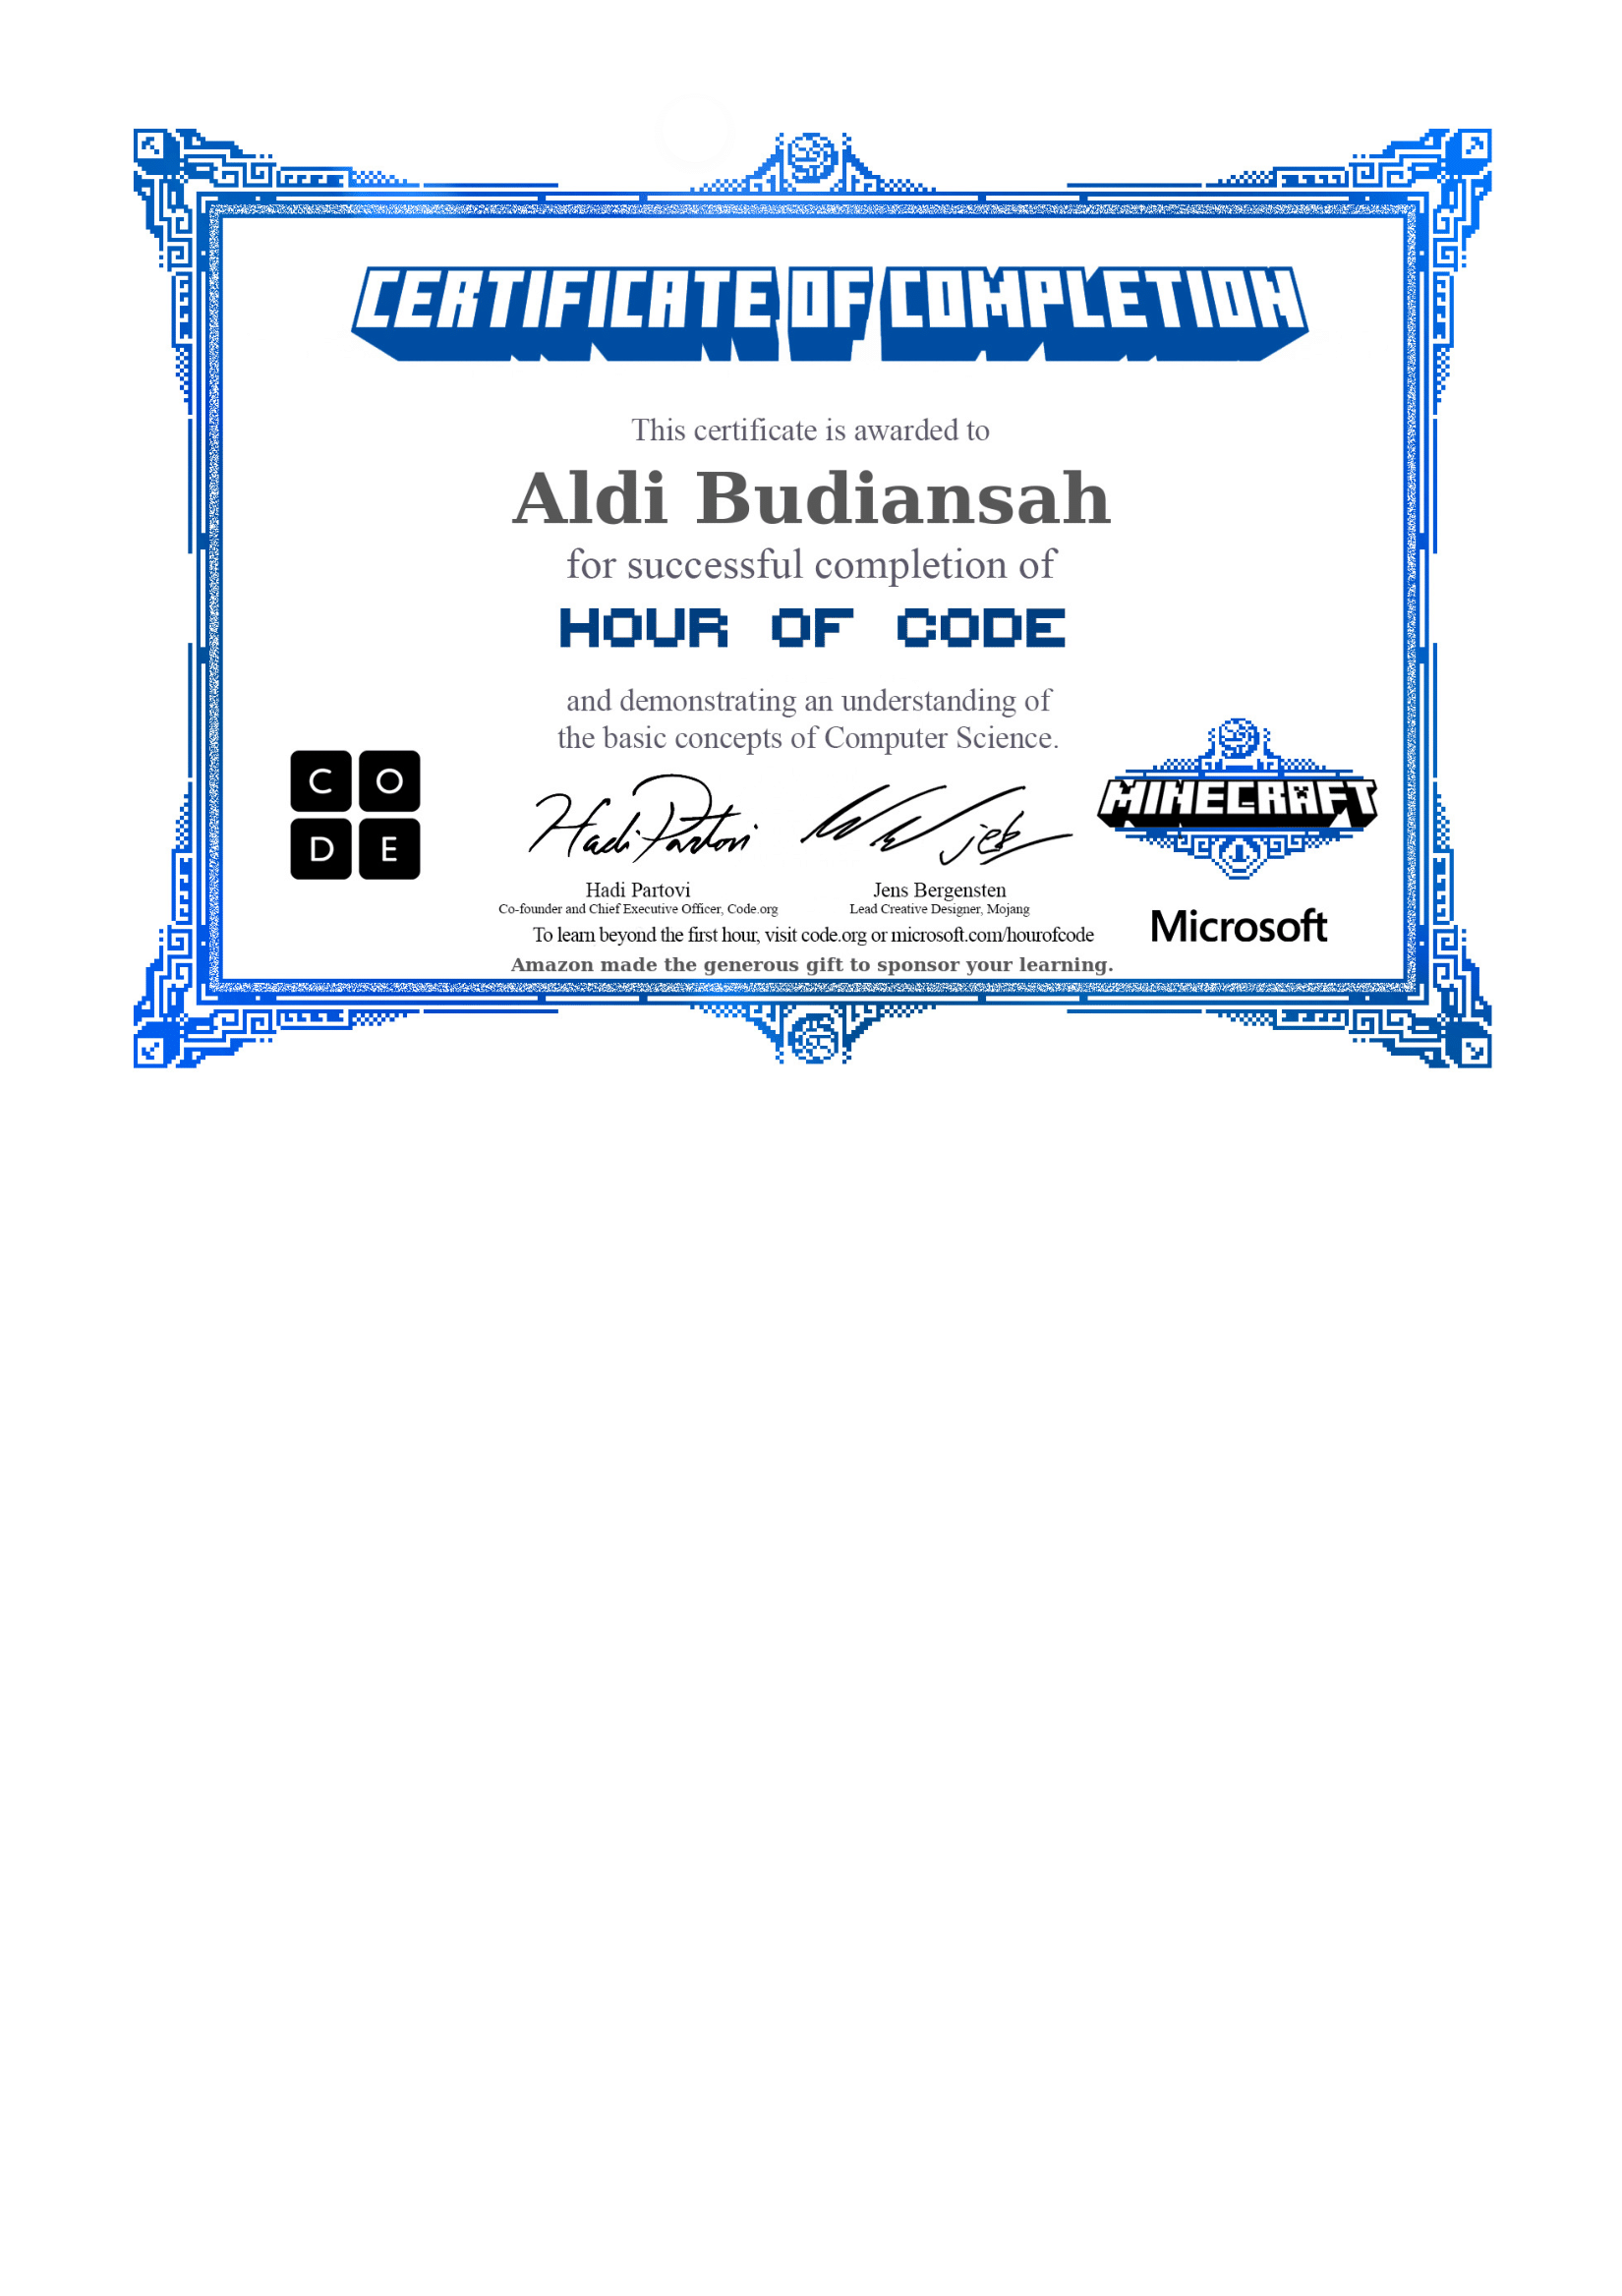 CERTIFICATE OF COMPLETION
This certificate is awarded to
Aldi Budiansah
for successful completion of
HOUR OF CODE
and demonstrating an understanding of
the basic concepts of Computer Science.
C O
D E
Hadi Partovi jeb
MINECRAFT
Hadi Partovi Jens Bergensten
Co-founder and Chief Executive Officer, Code.org Lead Creative Designer, Mojang
Microsoft
To learn beyond the first hour, visit code.org or microsoft.com/hourofcode
Amazon made the generous gift to sponsor your learning.